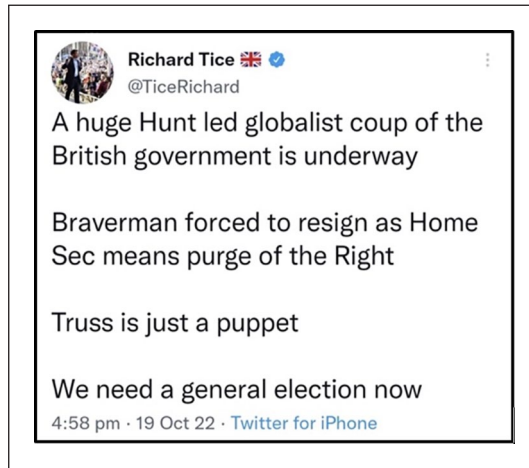 Richard Tice 🇬🇧
@TiceRichard
A huge Hunt led globalist coup of the
British government is underway
Braverman forced to resign as Home
Sec means purge of the Right
Truss is just a puppet
We need a general election now
4:58 pm · 19 Oct 22 · Twitter for iPhone